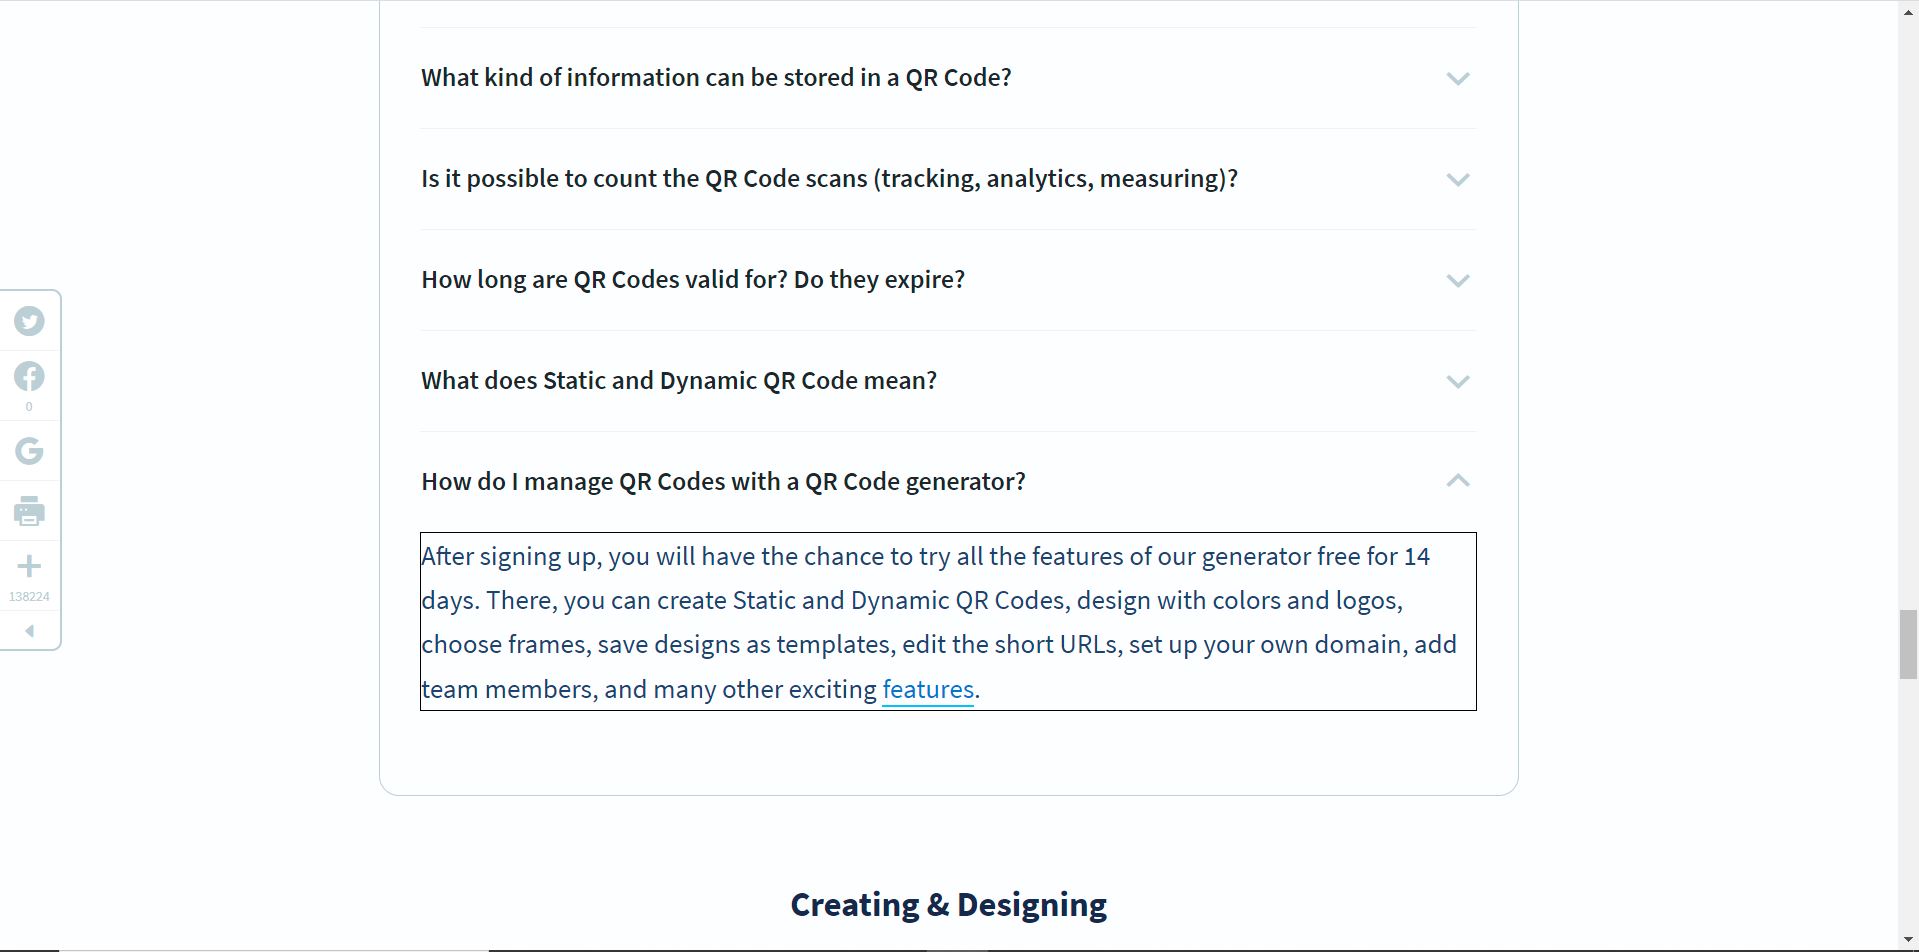 What kind of information can be stored in a QR Code?
Is it possible to count the QR Code scans (tracking, analytics, measuring)?
How long are QR Codes valid for? Do they expire?
What does Static and Dynamic QR Code mean?
How do I manage QR Codes with a QR Code generator?
After signing up, you will have the chance to try all the features of our generator free for 14
days. There, you can create Static and Dynamic QR Codes, design with colors and logos,
choose frames, save designs as templates, edit the short URLs, set up your own domain, add
team members, and many other exciting features.
0
138224
Creating & Designing